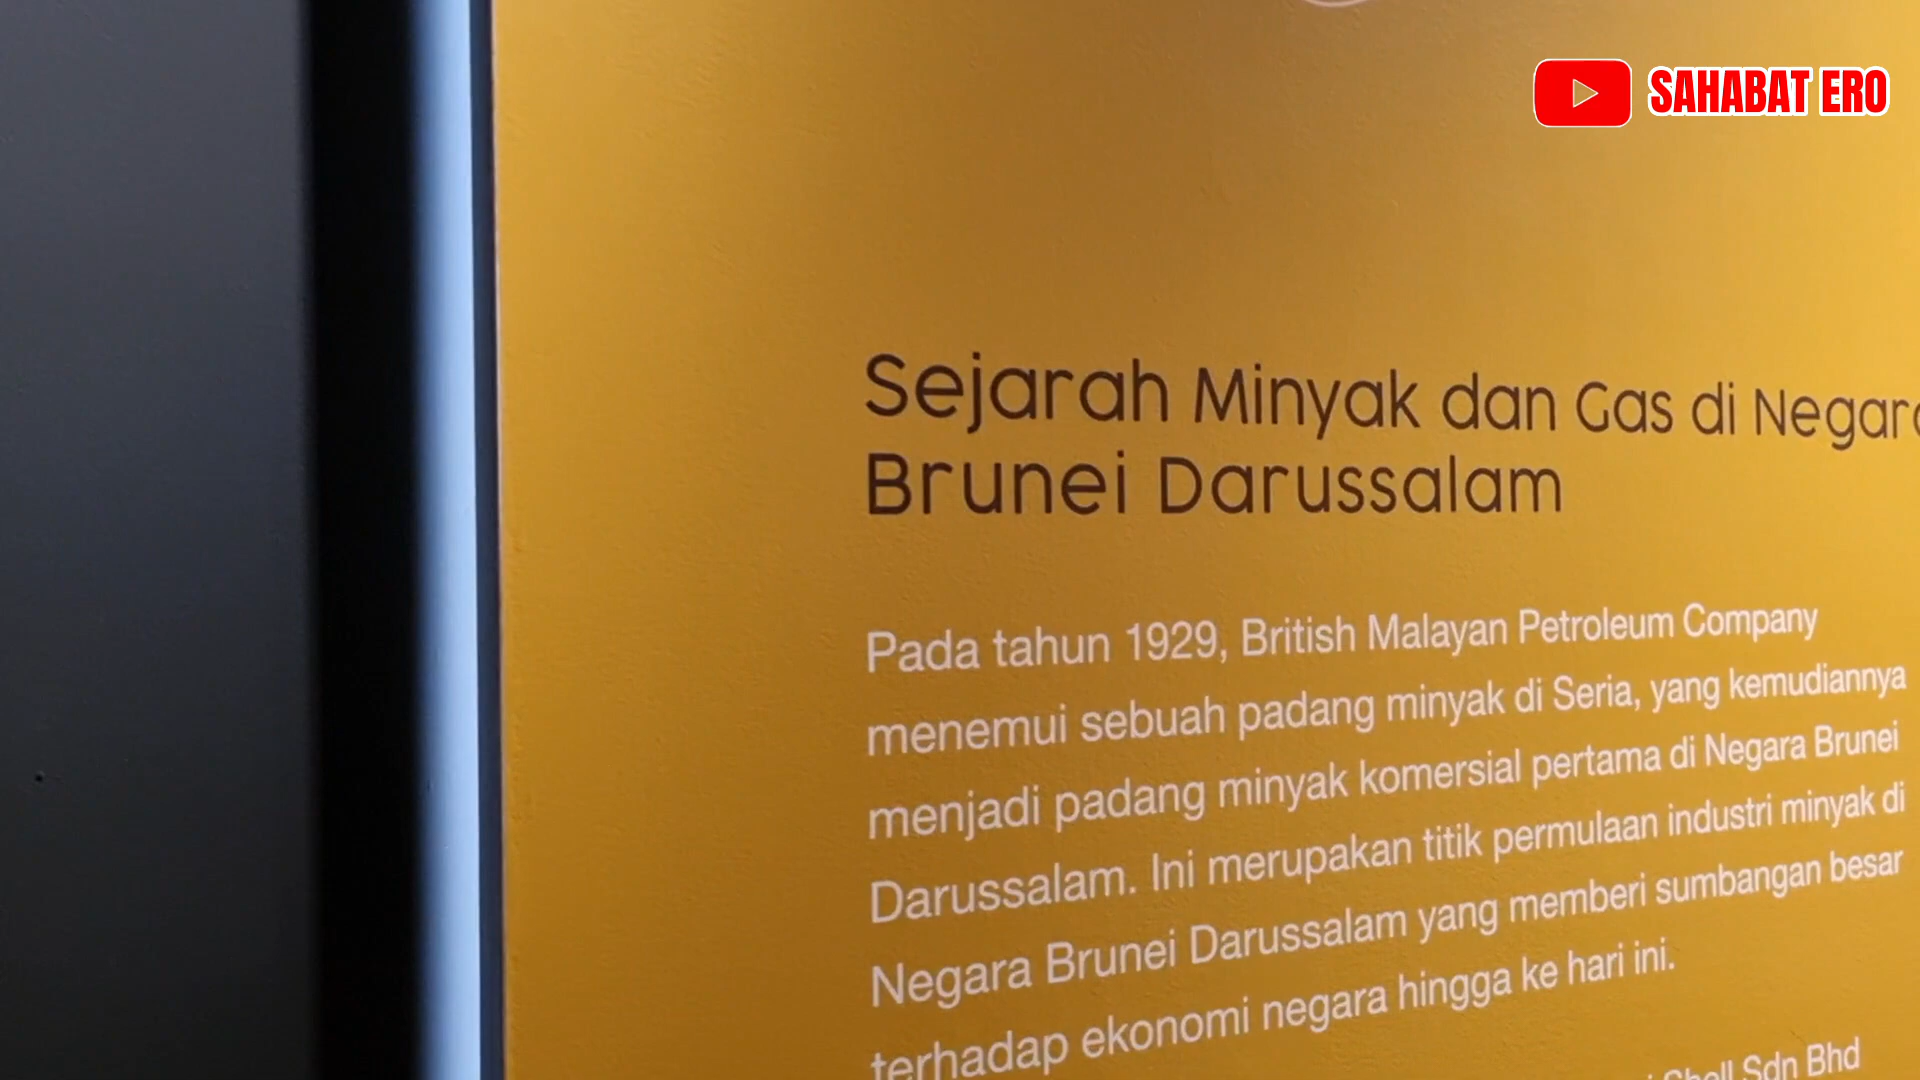 SAHABAT ERO
Sejarah Minyak dan Gas di Negara
Brunei Darussalam
Pada tahun 1929, British Malayan Petroleum Company
menemui sebuah padang minyak di Seria, yang kemudiannya
menjadi padang minyak komersial pertama di Negara Brunei
Darussalam. Ini merupakan titik permulaan industri minyak di
Negara Brunei Darussalam yang memberi sumbangan besar
terhadap ekonomi negara hingga ke hari ini.
Shell Sdn Bhd